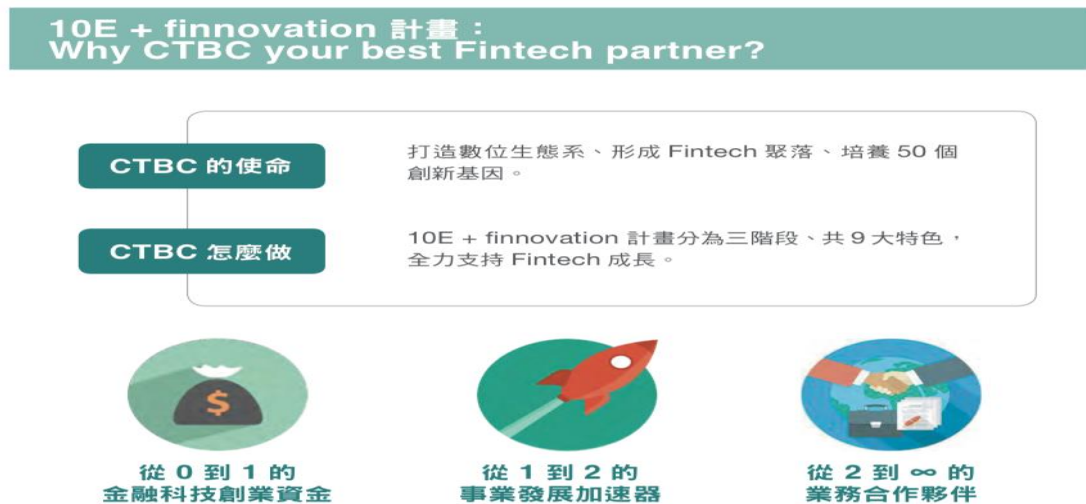 10E + finnovation 計畫：
Why CTBC your best Fintech partner?
CTBC 的使命
打造數位生態系、形成 Fintech 聚落、培養 50 個
創新基因。
CTBC 怎麼做
10E + finnovation 計畫分為三階段、共 9 大特色，
全力支持 Fintech 成長。
$
從 0 到 1 的
金融科技創業資金
從 1 到 2 的
事業發展加速器
從 2 到 ∞ 的
業務合作夥伴